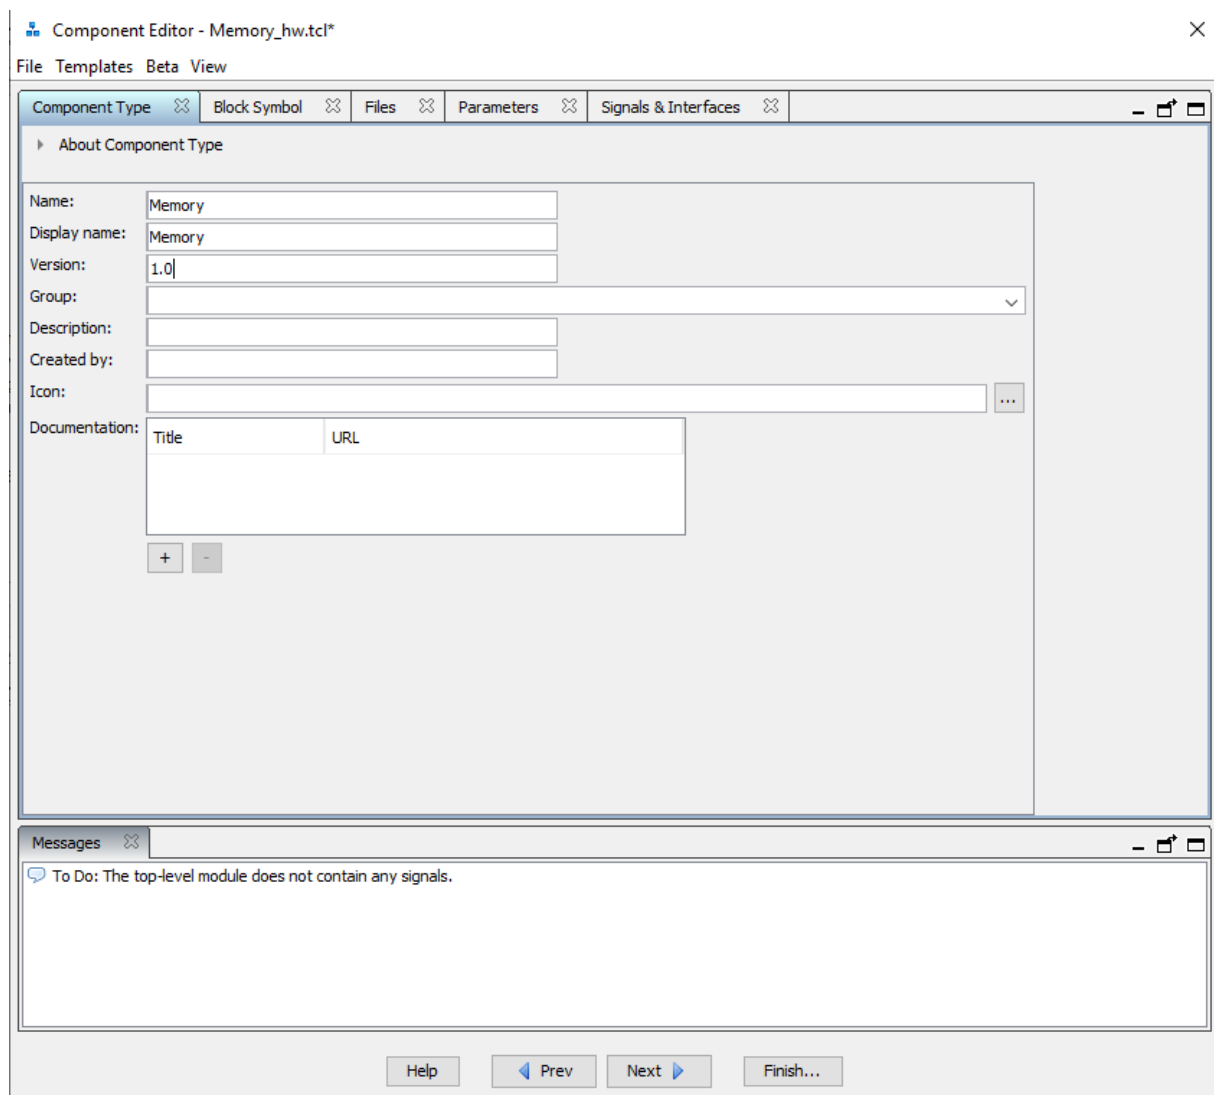 Component Editor - Memory_hw.tcl*
File Templates Beta View
Component Type Block Symbol Files Parameters Signals & Interfaces
About Component Type
Name: Memory
Display name: Memory
Version: 1.0
Group:
Description:
Created by:
Icon: ...
Documentation: Title URL
+ -
Messages
To Do: The top-level module does not contain any signals.
Help Prev Next Finish...